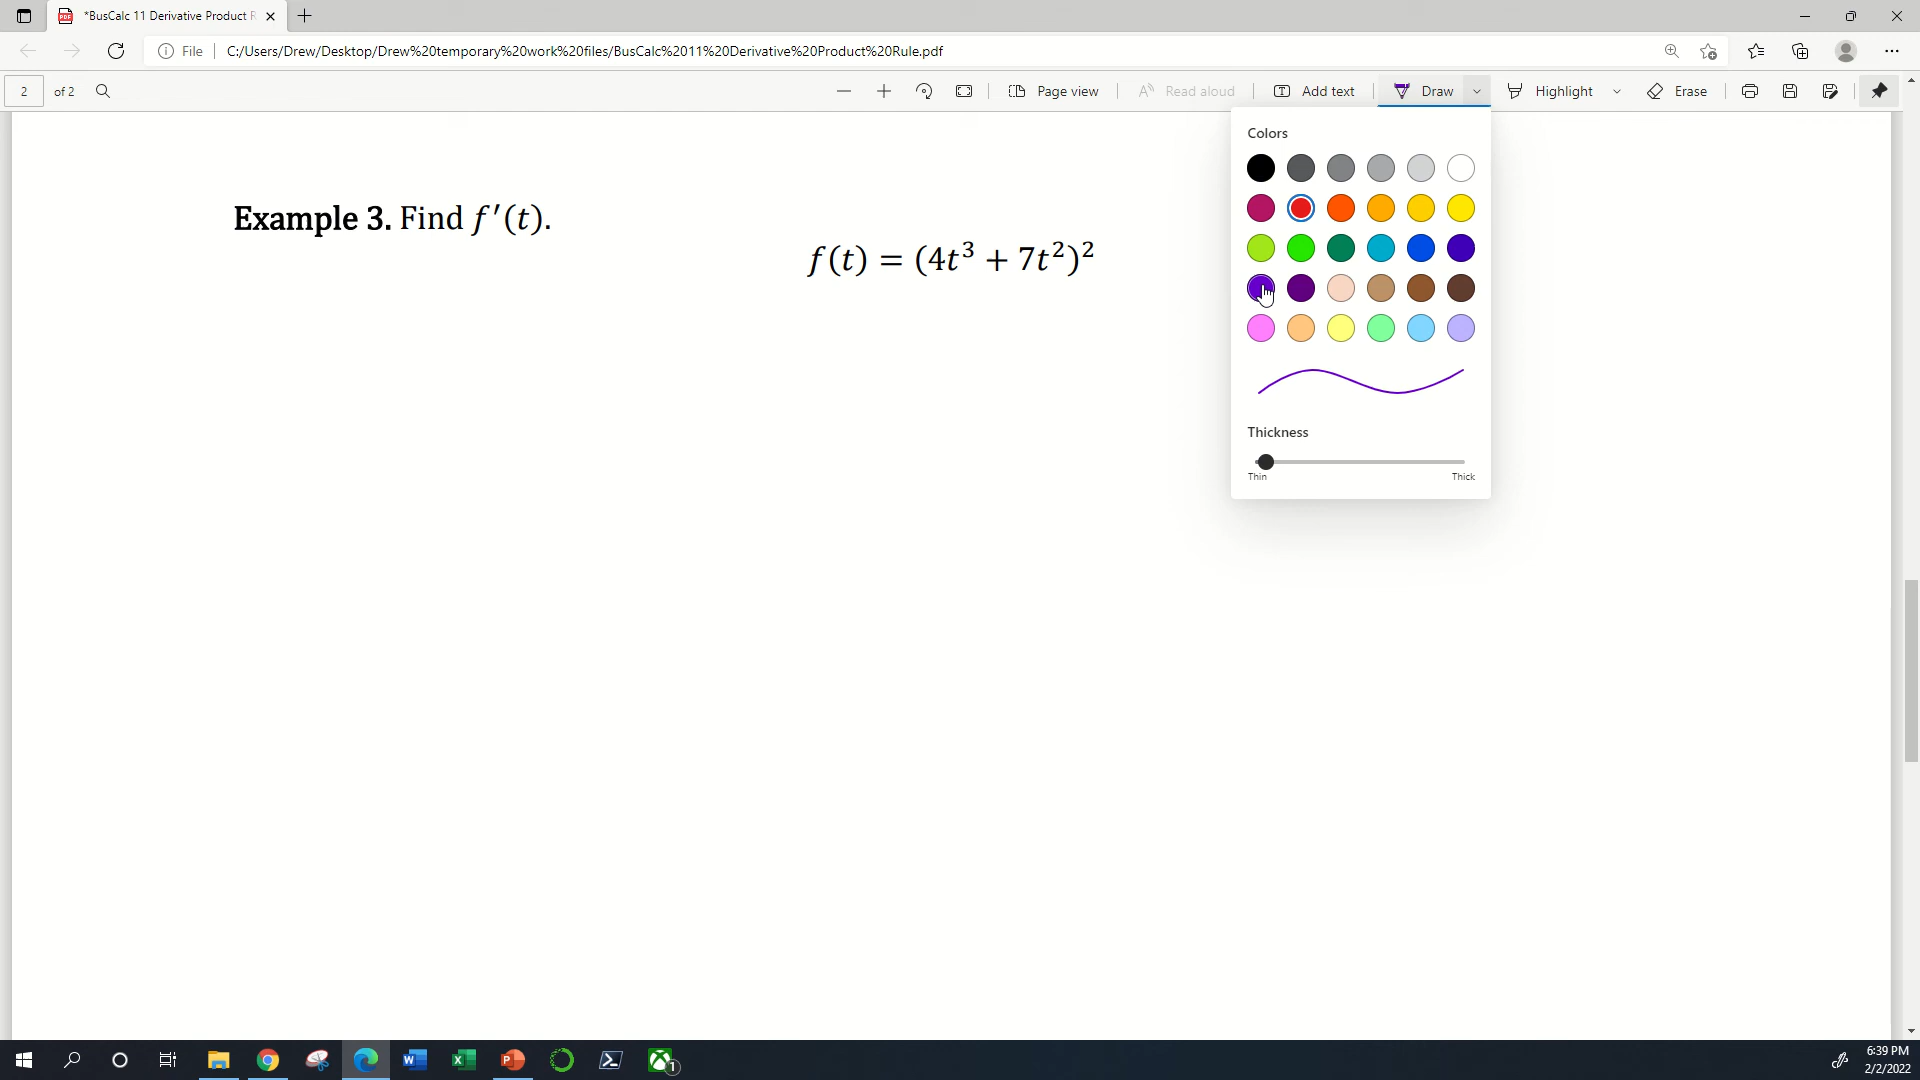 *BusCalc 11 Derivative Product R
File
C:/Users/Drew/Desktop/Drew%20temporary%20work%20files/BusCalc%2011%20Derivative%20Product%20Rule.pdf
2 of 2
Page view
Read aloud
Add text
Draw
Highlight
Erase
Colors
Example 3. Find f′(t).
f(t) = (4t³ + 7t²)²
Thickness
Thin
Thick
6:39 PM
2/2/2022
1